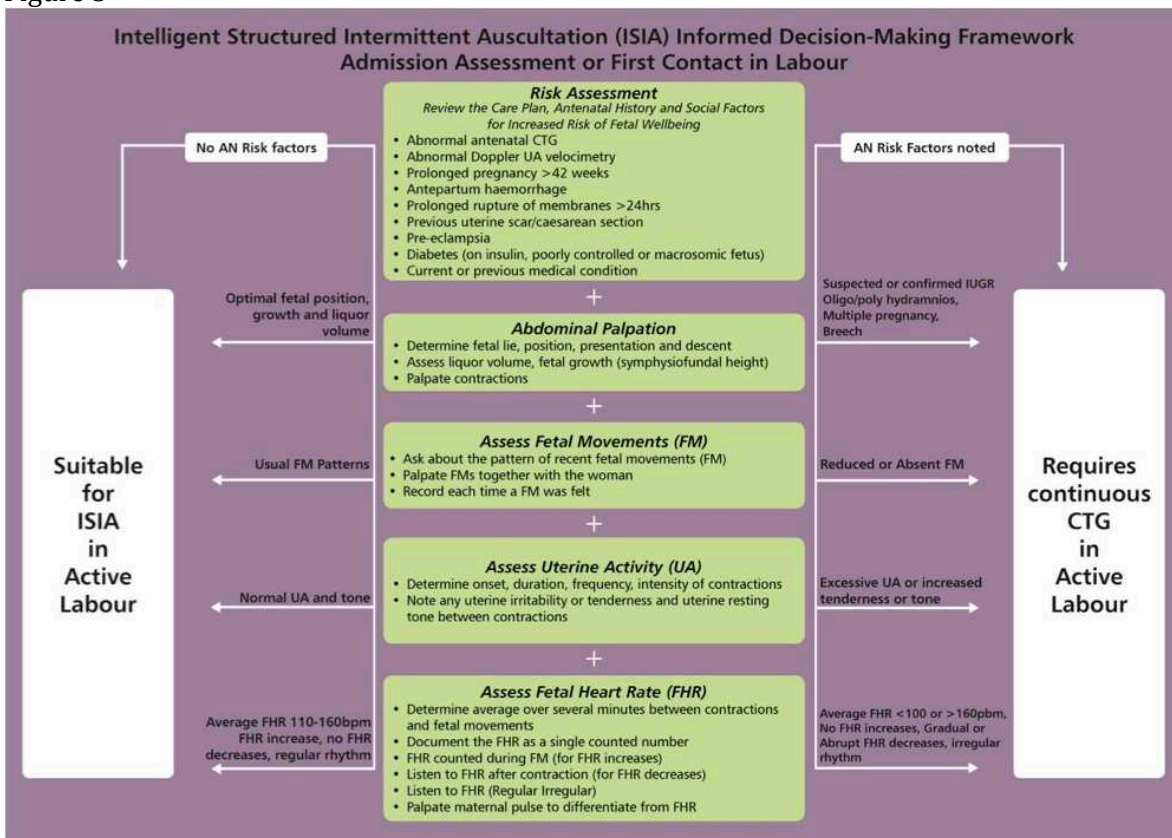 Intelligent Structured Intermittent Auscultation (ISIA) Informed Decision-Making Framework
Admission Assessment or First Contact in Labour
Risk Assessment
Review the Care Plan, Antenatal History and Social Factors
for Increased Risk of Fetal Wellbeing
• Abnormal antenatal CTG
• Abnormal Doppler UA velocimetry
• Prolonged pregnancy >42 weeks
• Antepartum haemorrhage
• Prolonged rupture of membranes >24hrs
• Previous uterine scar/caesarean section
• Pre-eclampsia
• Diabetes (on insulin, poorly controlled or macrosomic fetus)
• Current or previous medical condition
No AN Risk factors
AN Risk Factors noted
+
Optimal fetal position,
growth and liquor
volume
Abdominal Palpation
• Determine fetal lie, position, presentation and descent
• Assess liquor volume, fetal growth (symphysiofundal height)
• Palpate contractions
Suspected or confirmed IUGR
Oligo/poly hydramnios,
Multiple pregnancy,
Breech
+
Usual FM Patterns
Assess Fetal Movements (FM)
• Ask about the pattern of recent fetal movements (FM)
• Palpate FMs together with the woman
• Record each time a FM was felt
Reduced or Absent FM
+
Suitable
for
ISIA
in
Active
Labour
Requires
continuous
CTG
in
Active
Labour
Normal UA and tone
Assess Uterine Activity (UA)
• Determine onset, duration, frequency, intensity of contractions
• Note any uterine irritability or tenderness and uterine resting
tone between contractions
Excessive UA or increased
tenderness or tone
+
Average FHR 110-160bpm
FHR increase, no FHR
decreases, regular rhythm
Assess Fetal Heart Rate (FHR)
• Determine average over several minutes between contractions
and fetal movements
• Document the FHR as a single counted number
• FHR counted during FM (for FHR increases)
• Listen to FHR after contraction (for FHR decreases)
• Listen to FHR (Regular Irregular)
• Palpate maternal pulse to differentiate from FHR
Average FHR <100 or >160pbm,
No FHR increases, Gradual or
Abrupt FHR decreases, irregular
rhythm